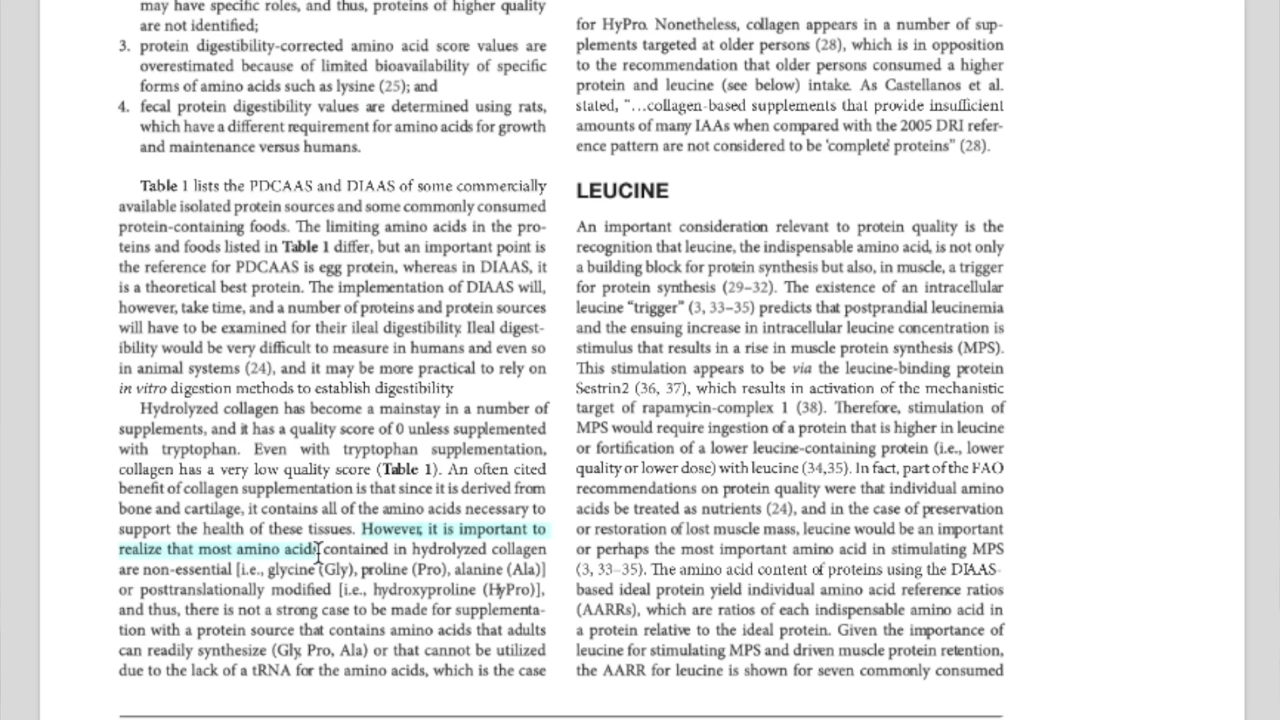 may have specific roles, and thus, proteins of higher quality
are not identified;
3. protein digestibility-corrected amino acid score values are
overestimated because of limited bioavailability of specific
forms of amino acids such as lysine (25); and
4. fecal protein digestibility values are determined using rats,
which have a different requirement for amino acids for growth
and maintenance versus humans.
Table 1 lists the PDCAAS and DIAAS of some commercially
available isolated protein sources and some commonly consumed
protein-containing foods. The limiting amino acids in the pro-
teins and foods listed in Table 1 differ, but an important point is
the reference for PDCAAS is egg protein, whereas in DIAAS, it
is a theoretical best protein. The implementation of DIAAS will,
however, take time, and a number of proteins and protein sources
will have to be examined for their ileal digestibility. Ileal digest-
ibility would be very difficult to measure in humans and even so
in animal systems (24), and it may be more practical to rely on
in vitro digestion methods to establish digestibility.
Hydrolyzed collagen has become a mainstay in a number of
supplements, and it has a quality score of 0 unless supplemented
with tryptophan. Even with tryptophan supplementation,
collagen has a very low quality score (Table 1). An often cited
benefit of collagen supplementation is that since it is derived from
bone and cartilage, it contains all of the amino acids necessary to
support the health of these tissues. However, it is important to
realize that most amino acids contained in hydrolyzed collagen
are non-essential [i.e., glycine (Gly), proline (Pro), alanine (Ala)]
or posttranslationally modified [i.e., hydroxyproline (HyPro)],
and thus, there is not a strong case to be made for supplementa-
tion with a protein source that contains amino acids that adults
can readily synthesize (Gly, Pro, Ala) or that cannot be utilized
due to the lack of a tRNA for the amino acids, which is the case
for HyPro. Nonetheless, collagen appears in a number of sup-
plements targeted at older persons (28), which is in opposition
to the recommendation that older persons consumed a higher
protein and leucine (see below) intake. As Castellanos et al.
stated, "…collagen-based supplements that provide insufficient
amounts of many IAAs when compared with the 2005 DRI refer-
ence pattern are not considered to be 'complete' proteins" (28).
LEUCINE
An important consideration relevant to protein quality is the
recognition that leucine, the indispensable amino acid, is not only
a building block for protein synthesis but also, in muscle, a trigger
for protein synthesis (29–32). The existence of an intracellular
leucine "trigger" (3, 33–35) predicts that postprandial leucinemia
and the ensuing increase in intracellular leucine concentration is
stimulus that results in a rise in muscle protein synthesis (MPS).
This stimulation appears to be via the leucine-binding protein
Sestrin2 (36, 37), which results in activation of the mechanistic
target of rapamycin-complex 1 (38). Therefore, stimulation of
MPS would require ingestion of a protein that is higher in leucine
or fortification of a lower leucine-containing protein (i.e., lower
quality or lower dose) with leucine (34,35). In fact, part of the FAO
recommendations on protein quality were that individual amino
acids be treated as nutrients (24), and in the case of preservation
or restoration of lost muscle mass, leucine would be an important
or perhaps the most important amino acid in stimulating MPS
(3, 33–35). The amino acid content of proteins using the DIAAS-
based ideal protein yield individual amino acid reference ratios
(AARRs), which are ratios of each indispensable amino acid in
a protein relative to the ideal protein. Given the importance of
leucine for stimulating MPS and driven muscle protein retention,
the AARR for leucine is shown for seven commonly consumed